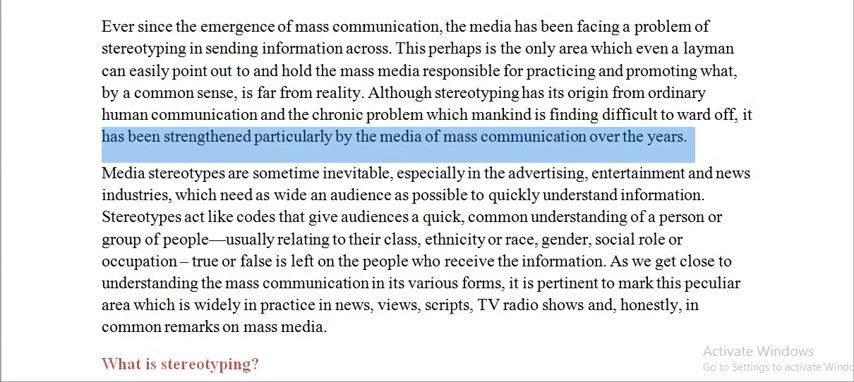 Ever since the emergence of mass communication, the media has been facing a problem of
stereotyping in sending information across. This perhaps is the only area which even a layman
can easily point out to and hold the mass media responsible for practicing and promoting what,
by a common sense, is far from reality. Although stereotyping has its origin from ordinary
human communication and the chronic problem which mankind is finding difficult to ward off, it
has been strengthened particularly by the media of mass communication over the years.
Media stereotypes are sometime inevitable, especially in the advertising, entertainment and news
industries, which need as wide an audience as possible to quickly understand information.
Stereotypes act like codes that give audiences a quick, common understanding of a person or
group of people—usually relating to their class, ethnicity or race, gender, social role or
occupation – true or false is left on the people who receive the information. As we get close to
understanding the mass communication in its various forms, it is pertinent to mark this peculiar
area which is widely in practice in news, views, scripts, TV radio shows and, honestly, in
common remarks on mass media.
What is stereotyping?
Activate Windows
Go to Settings to activate